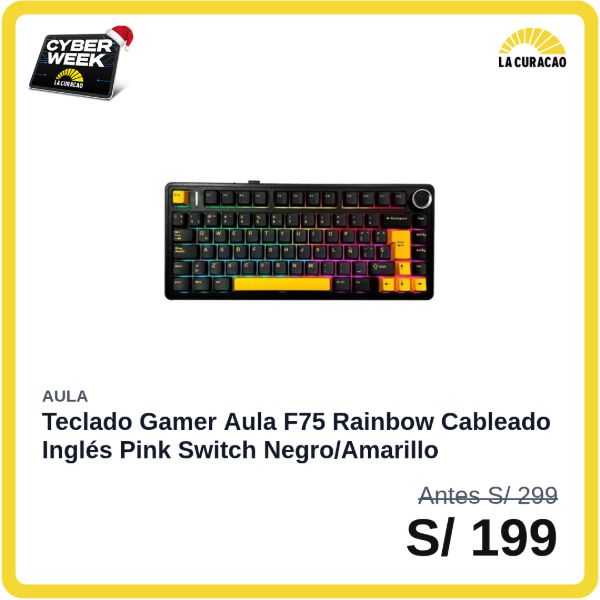 CYBER
WEEK
LA CURACAO
LA CURACAO
AULA
Teclado Gamer Aula F75 Rainbow Cableado
Inglés Pink Switch Negro/Amarillo
Antes S/ 299
S/ 199